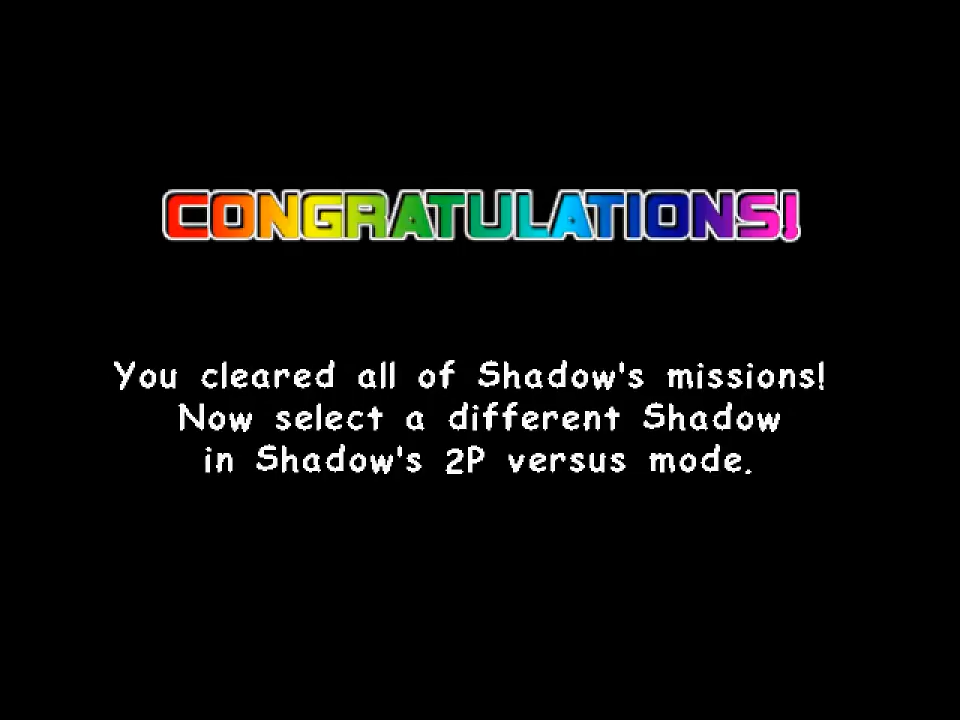 CONGRATULATIONS!
You cleared all of Shadow's missions!
Now select a different Shadow
in Shadow's 2P versus mode.